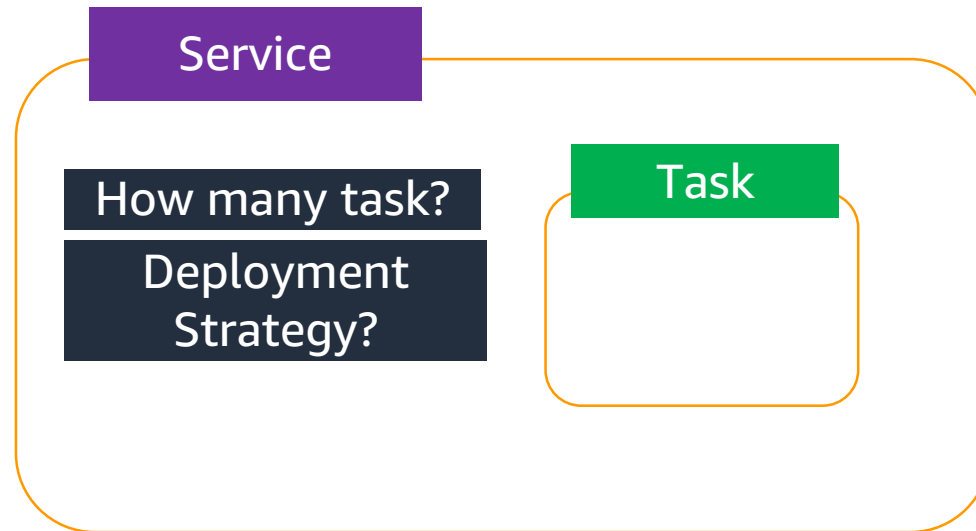 Service
How many task?
Deployment
Strategy?
Task